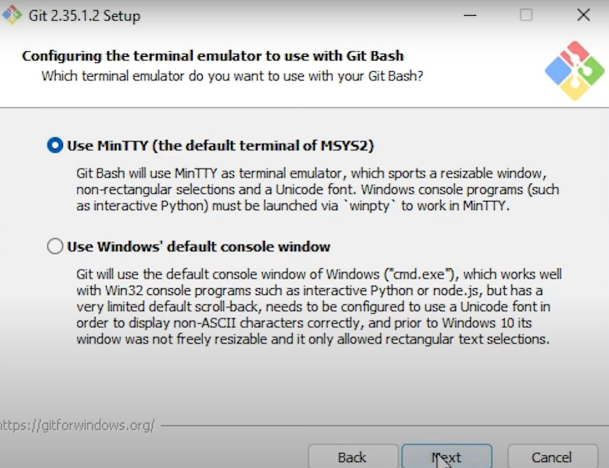 Git 2.35.1.2 Setup
Configuring the terminal emulator to use with Git Bash
Which terminal emulator do you want to use with your Git Bash?
Use MinTTY (the default terminal of MSYS2)
Git Bash will use MinTTY as terminal emulator, which sports a resizable window,
non-rectangular selections and a Unicode font. Windows console programs (such
as interactive Python) must be launched via `winpty` to work in MinTTY.
Use Windows' default console window
Git will use the default console window of Windows ("cmd.exe"), which works well
with Win32 console programs such as interactive Python or node.js, but has a
very limited default scroll-back, needs to be configured to use a Unicode font in
order to display non-ASCII characters correctly, and prior to Windows 10 its
window was not freely resizable and it only allowed rectangular text selections.
https://gitforwindows.org/
Back
Next
Cancel